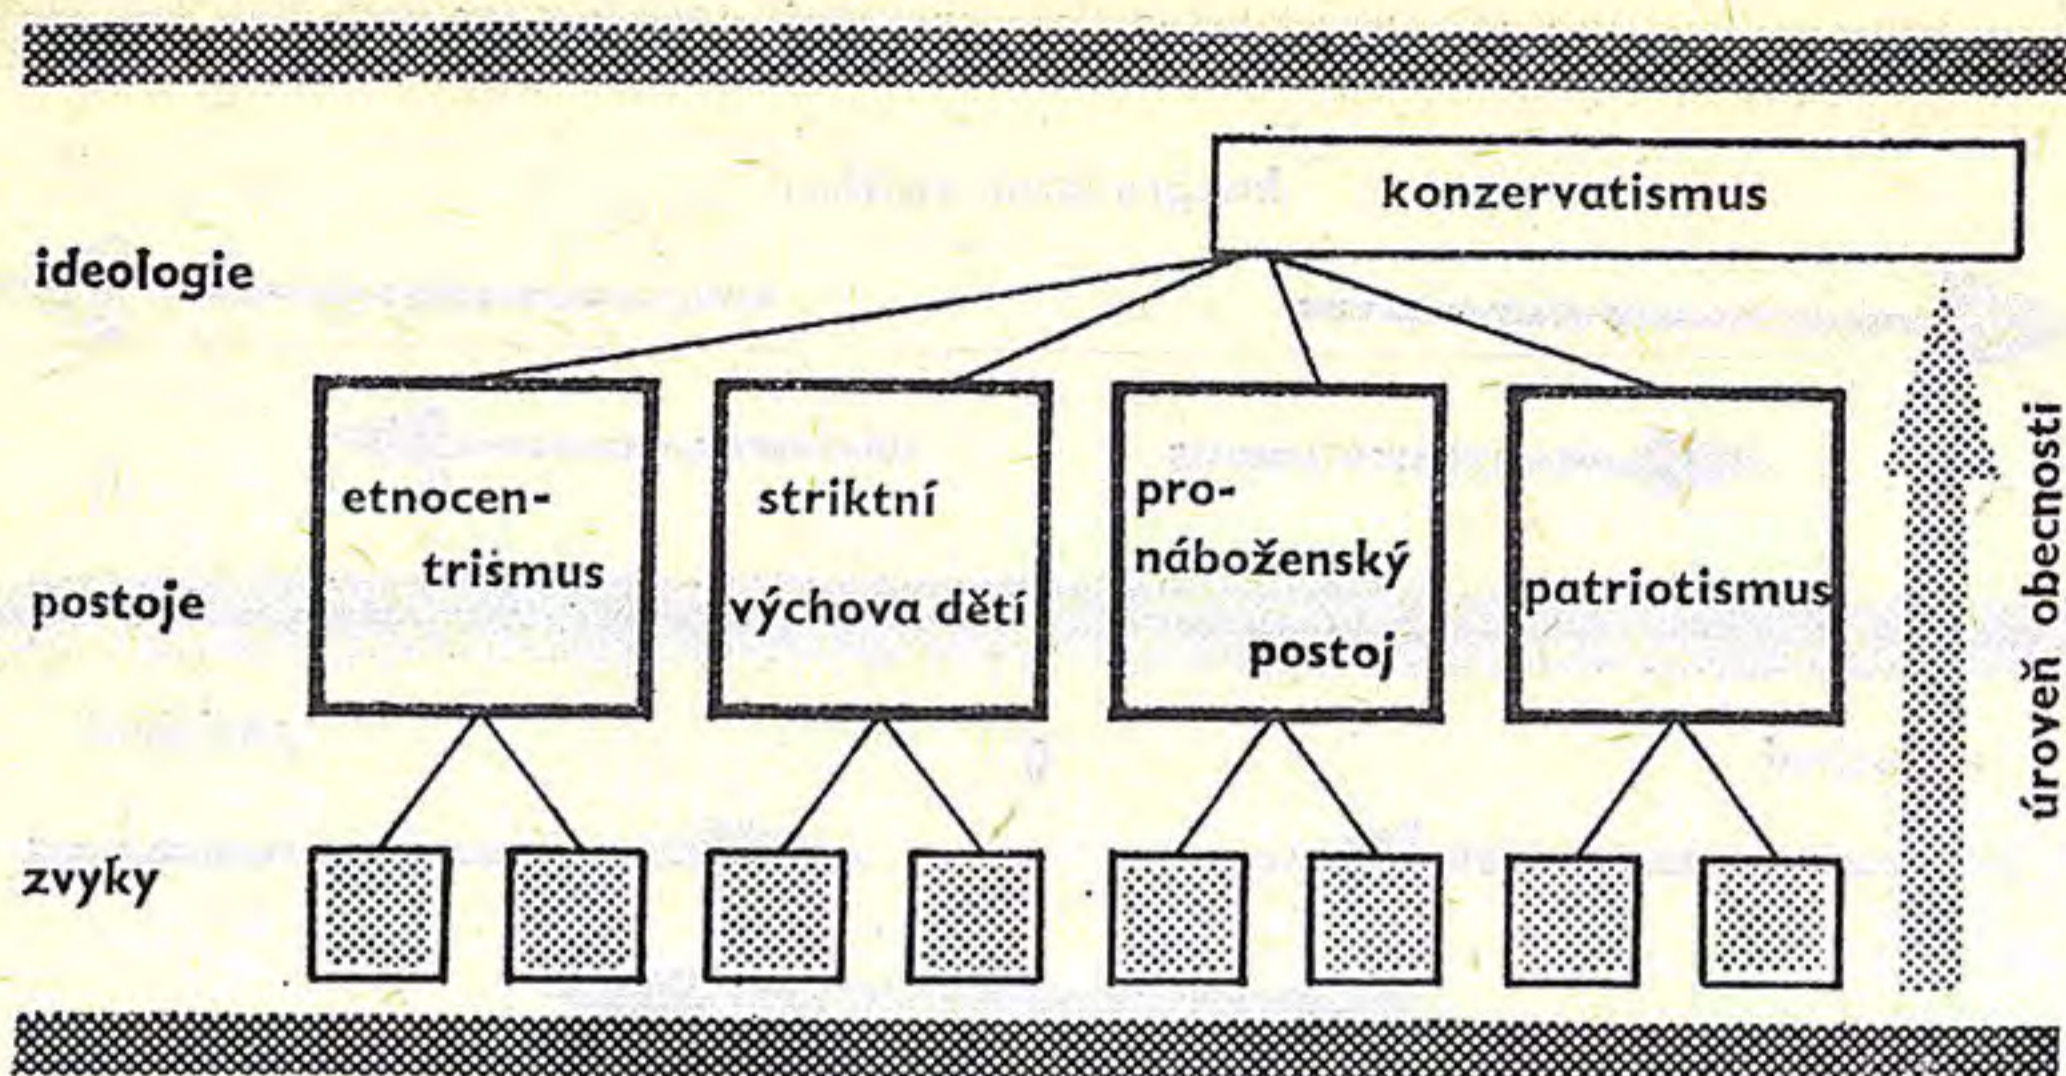 konzervatismus
ideologie
etnocen-
trismus
striktní
výchova dětí
pro-
náboženský
postoj
patriotismus
postoje
zvyky
úroveň obecnosti